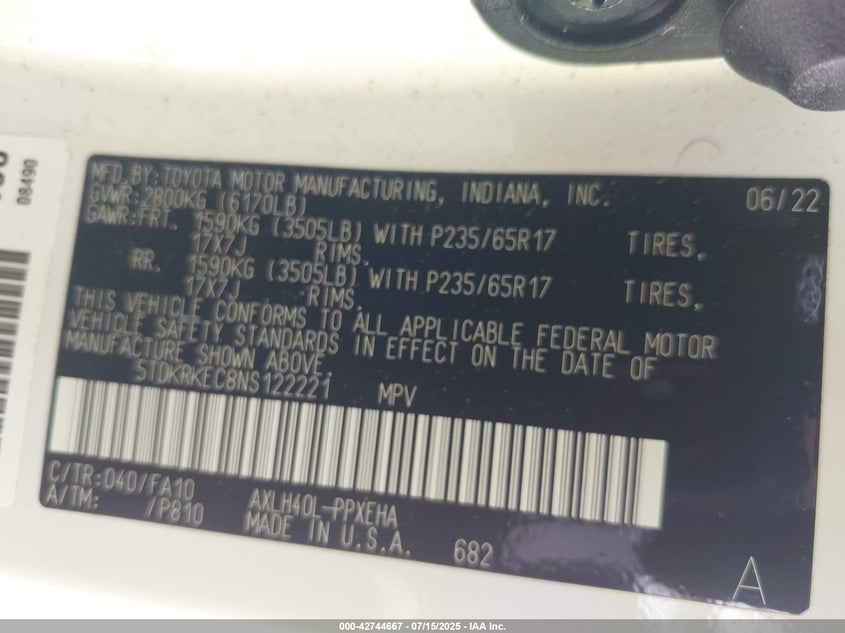 08490
MFD. BY: TOYOTA MOTOR MANUFACTURING, INDIANA, INC. 06/22
GVWR: 2800KG (6170LB)
GAWR: FRT. 1590KG (3505LB) WITH P235/65R17 TIRES,
17X7J RIMS.
RR. 1590KG (3505LB) WITH P235/65R17 TIRES,
17X7J RIMS.
THIS VEHICLE CONFORMS TO ALL APPLICABLE FEDERAL MOTOR
VEHICLE SAFETY STANDARDS IN EFFECT ON THE DATE OF
MANUFACTURE SHOWN ABOVE.
5TDKRKEC8NS122221 MPV
C/TR: 040/FA10
A/TM: /P810
AXLH40L-PPXEHA
MADE IN U.S.A.
682
A
000-42744667 - 07/15/2025 - IAA Inc.